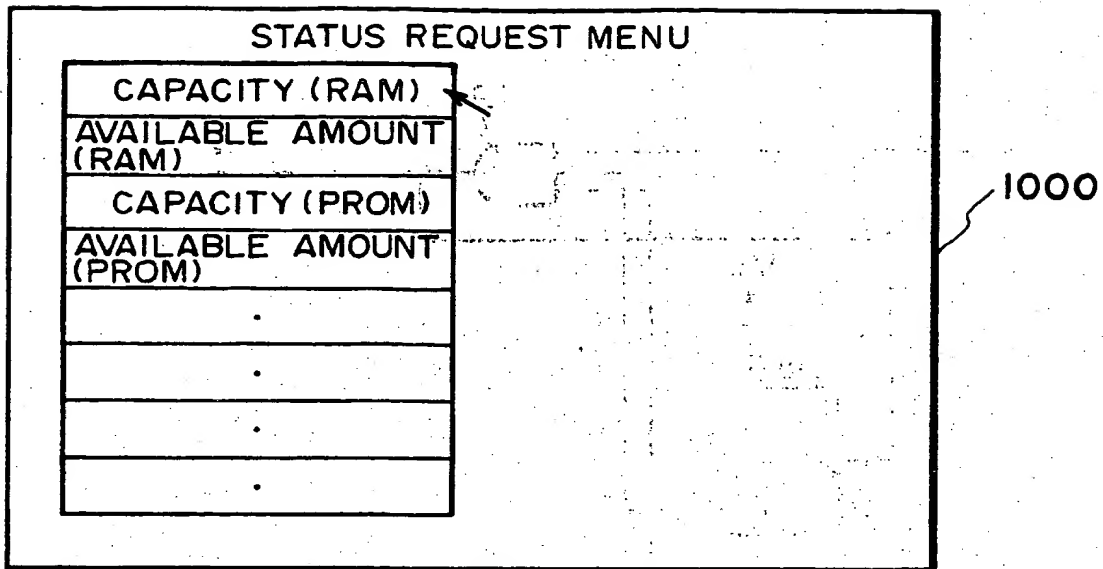 STATUS REQUEST MENU
CAPACITY (RAM)
AVAILABLE AMOUNT
(RAM)
CAPACITY (PROM)
AVAILABLE AMOUNT
(PROM)
.
.
.
.
1000